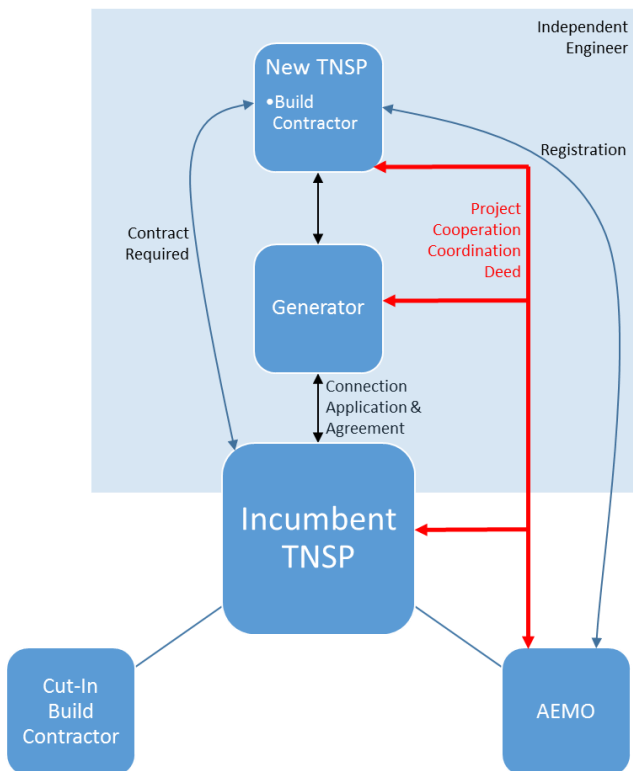 Independent
Engineer
New TNSP
•Build
Contractor
Registration
Project
Cooperation
Coordination
Deed
Contract
Required
Generator
Connection
Application &
Agreement
Incumbent
TNSP
Cut-In
Build
Contractor
AEMO